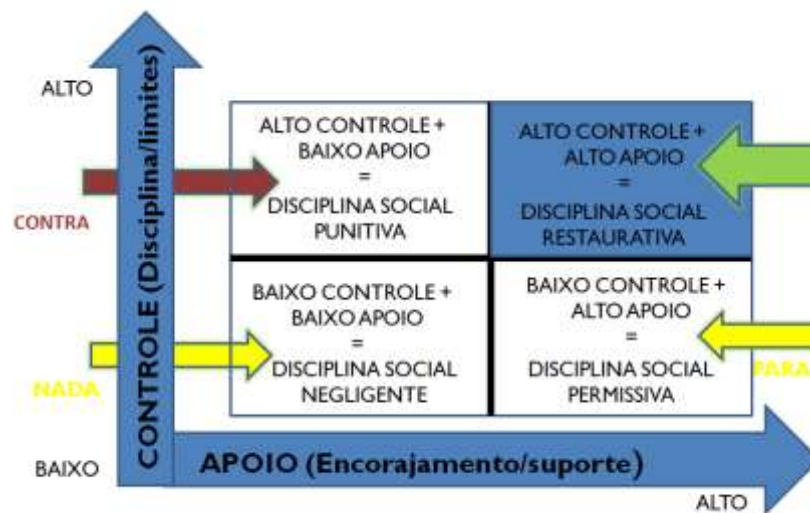 ALTO
CONTROLE (Disciplina/limites)
ALTO CONTROLE +
BAIXO APOIO
=
DISCIPLINA SOCIAL
PUNITIVA
ALTO CONTROLE +
ALTO APOIO
=
DISCIPLINA SOCIAL
RESTAURATIVA
CONTRA
BAIXO CONTROLE +
BAIXO APOIO
=
DISCIPLINA SOCIAL
NEGLIGENTE
BAIXO CONTROLE +
ALTO APOIO
=
DISCIPLINA SOCIAL
PERMISSIVA
NADA
PARA
BAIXO
APOIO (Encorajamento/suporte)
ALTO